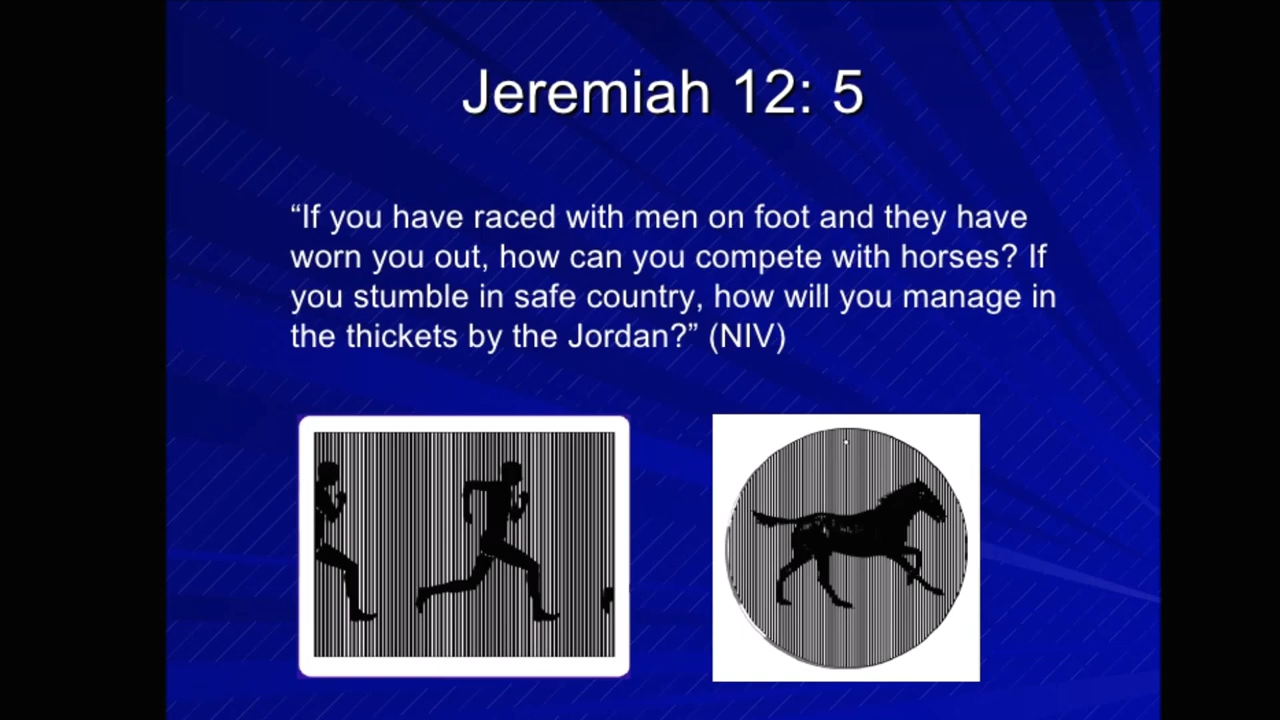 Jeremiah 12: 5
“If you have raced with men on foot and they have
worn you out, how can you compete with horses? If
you stumble in safe country, how will you manage in
the thickets by the Jordan?” (NIV)